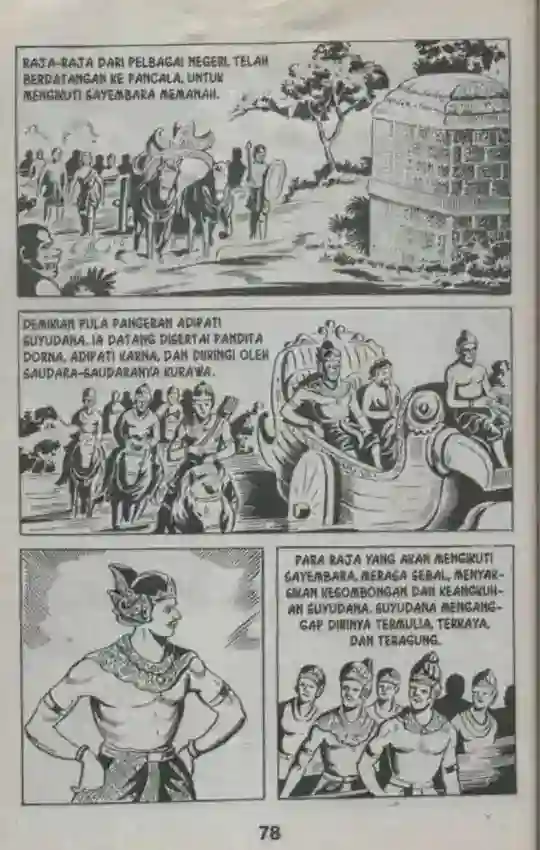 RAJA-RAJA DARI PELBAGAI NEGERI, TELAH
BERDATANGAN KE PANCALA, UNTUK
MENGIKUTI SAYEMBARA MEMANAH.
DEMIKIAN PULA PANGERAN ADIPATI
SUYUDANA. IA DATANG DISERTAI PANDITA
DORNA, ADIPATI KARNA, DAN DIIRINGI OLEH
SAUDARA-SAUDARANYA KURAWA.
PARA RAJA YANG AKAN MENGIKUTI
SAYEMBARA, MERASA SEBAL, MENYAK-
SIKAN KESOMBONGAN DAN KEANGKUH-
AN SUYUDANA. SUYUDANA MENGANG-
GAP DIRINYA TERMULIA, TERKAYA,
DAN TERAGUNG.
78